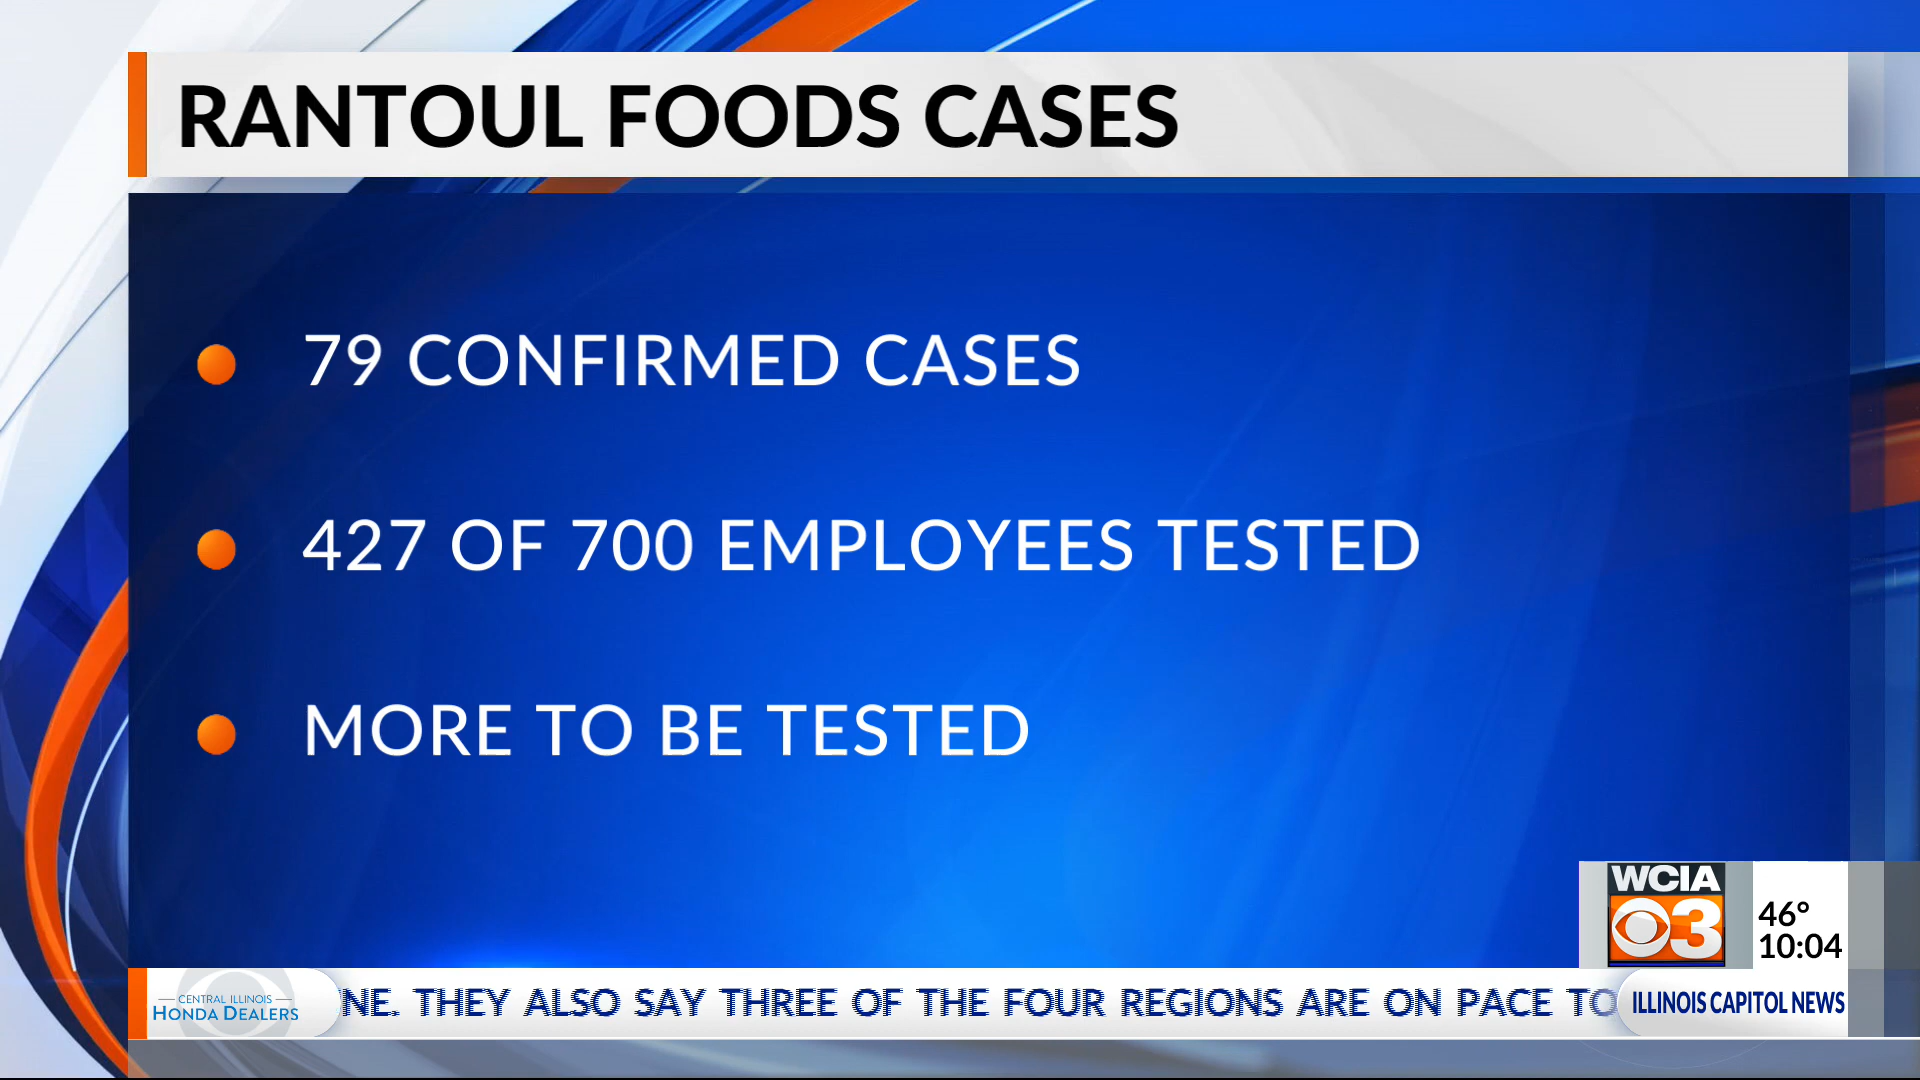 RANTOUL FOODS CASES
79 CONFIRMED CASES
427 OF 700 EMPLOYEES TESTED
MORE TO BE TESTED
WCIA
3
46°
10:04
CENTRAL ILLINOIS
HONDA DEALERS
NE. THEY ALSO SAY THREE OF THE FOUR REGIONS ARE ON PACE TO
ILLINOIS CAPITOL NEWS